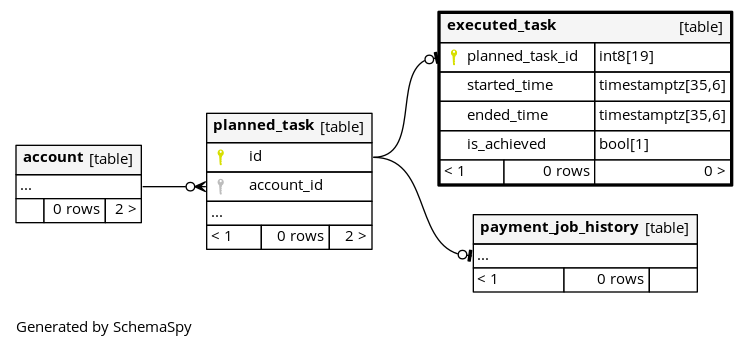 executed_task [table]
planned_task_id int8[19]
started_time timestamptz[35,6]
ended_time timestamptz[35,6]
is_achieved bool[1]
< 1 0 rows 0 >
planned_task [table]
id
account_id
...
< 1 0 rows 2 >
account [table]
...
0 rows 2 >
payment_job_history [table]
...
< 1 0 rows
Generated by SchemaSpy